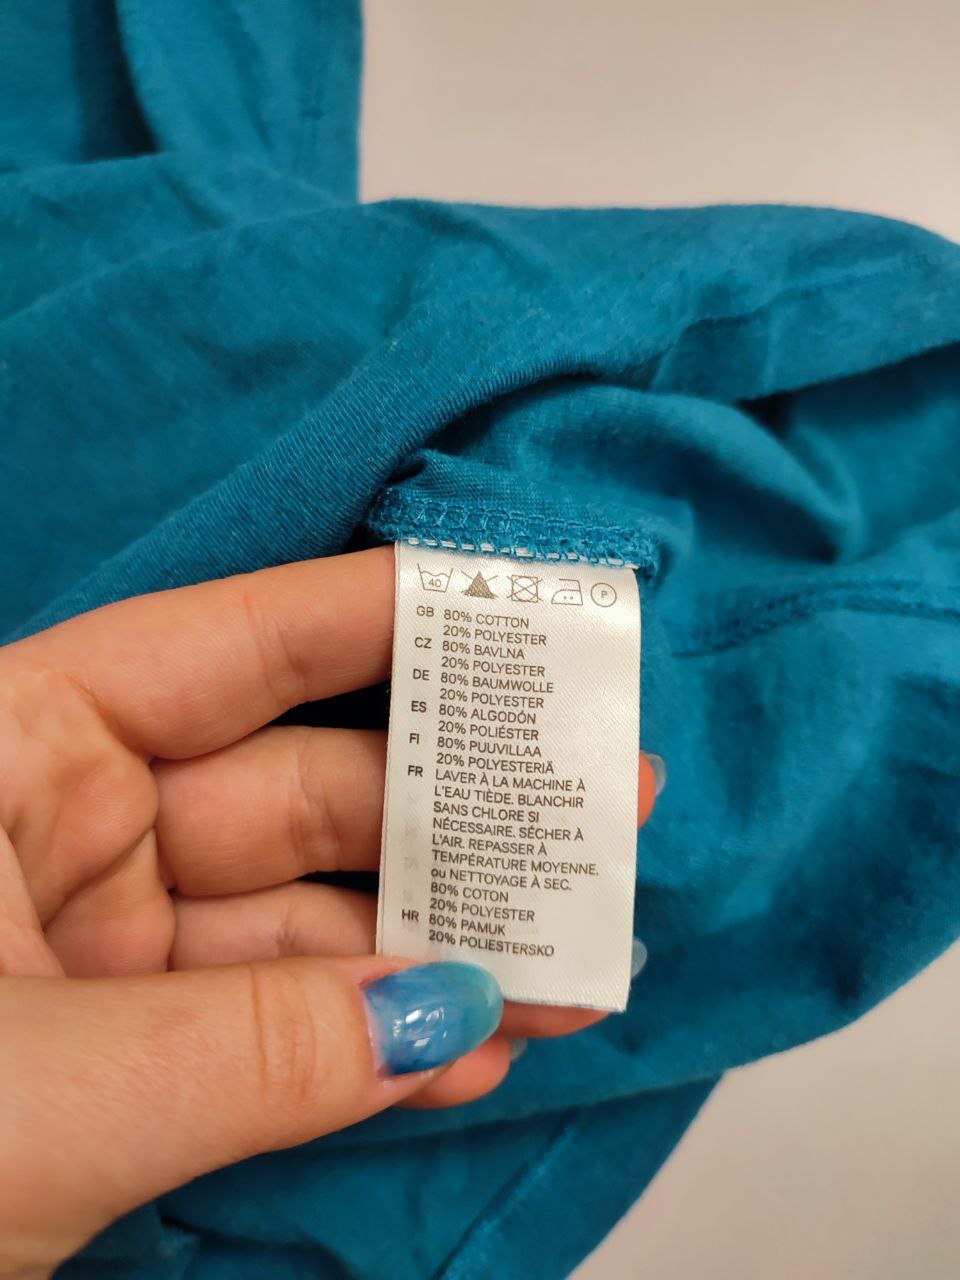 40 P
GB 80% COTTON
20% POLYESTER
CZ 80% BAVLNA
20% POLYESTER
DE 80% BAUMWOLLE
20% POLYESTER
ES 80% ALGODÓN
20% POLIÉSTER
FI 80% PUUVILLAA
20% POLYESTERIÄ
FR LAVER À LA MACHINE À
L'EAU TIÈDE. BLANCHIR
SANS CHLORE SI
NÉCESSAIRE. SÉCHER À
L'AIR. REPASSER À
TEMPÉRATURE MOYENNE.
ou NETTOYAGE À SEC.
80% COTON
20% POLYESTER
HR 80% PAMUK
20% POLIESTERSKO